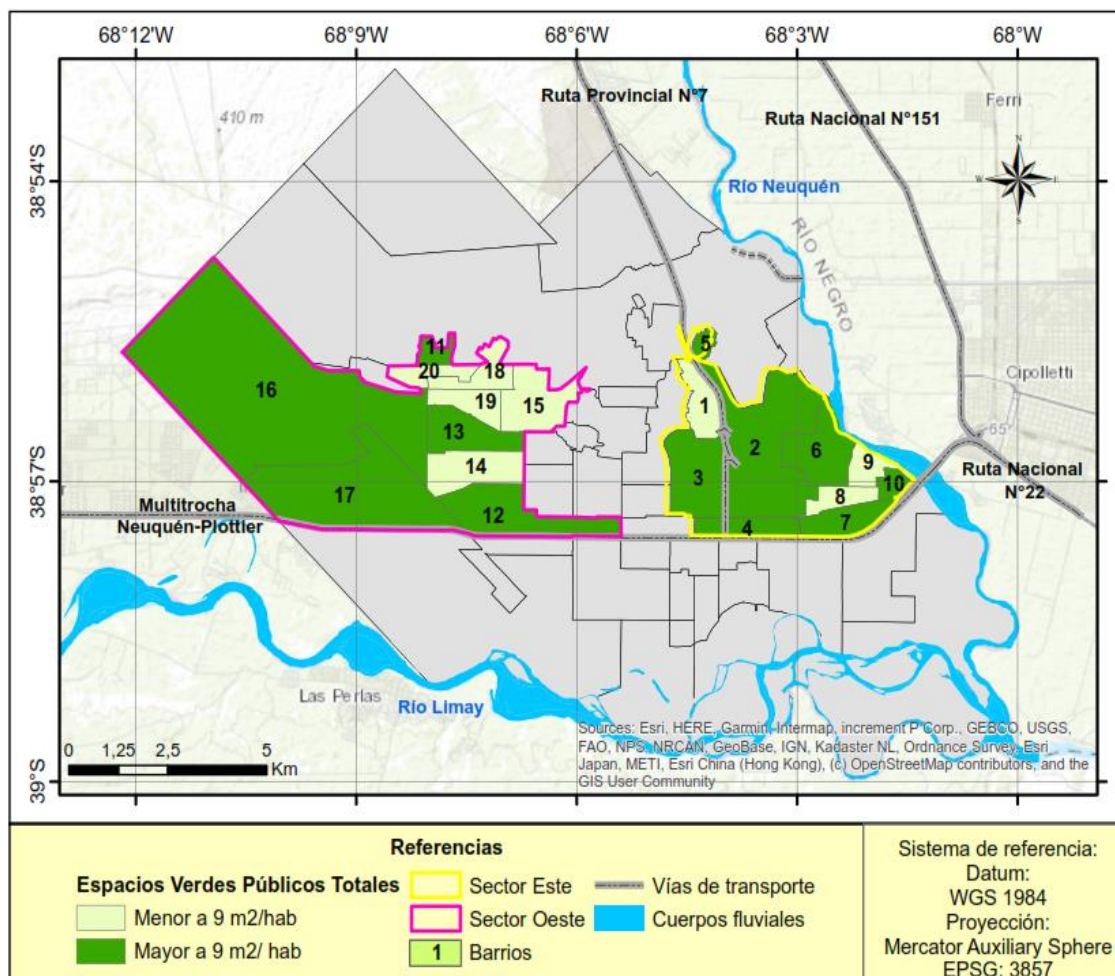 68°12'W 68°9'W 68°6'W 68°3'W 68°W
410 m
Ruta Provincial N°7
Ferri
Ruta Nacional N°151
N
W E
S
38°54'S
Río Neuquén
RÍO NEGRO
5
11
20 18
Cipolletti
16
19 15
1
13
2
6
65
14
3
9
10
38°57'S
8
Ruta Nacional
N°22
17
Multitrocha
Neuquén-Plottier
12
4
7
Las Perlas
Río Limay
Sources: Esri, HERE, Garmin, Intermap, increment P Corp., GEBCO, USGS,
FAO, NPS, NRCAN, GeoBase, IGN, Kadaster NL, Ordnance Survey, Esri
Japan, METI, Esri China (Hong Kong), (c) OpenStreetMap contributors, and the
GIS User Community
0 1,25 2,5 5
Km
39°S
Referencias
Espacios Verdes Públicos Totales
Menor a 9 m2/hab
Mayor a 9 m2/ hab
Sector Este
Sector Oeste
1 Barrios
Vías de transporte
Cuerpos fluviales
Sistema de referencia:
Datum:
WGS 1984
Proyección:
Mercator Auxiliary Sphere
EPSG: 3857